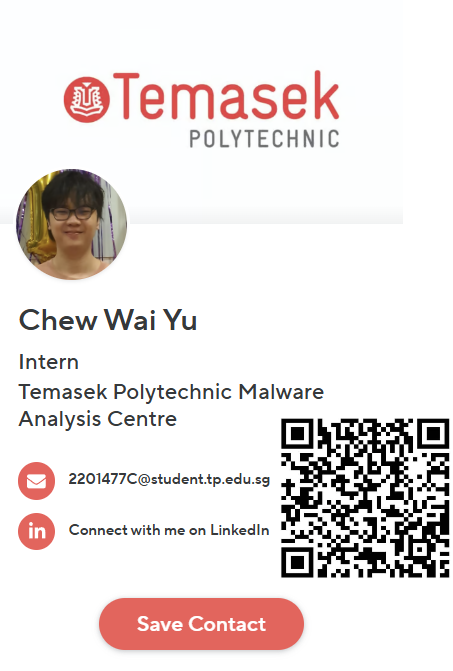 Temasek
POLYTECHNIC
Chew Wai Yu
Intern
Temasek Polytechnic Malware
Analysis Centre
2201477C@student.tp.edu.sg
in
Connect with me on LinkedIn
Save Contact